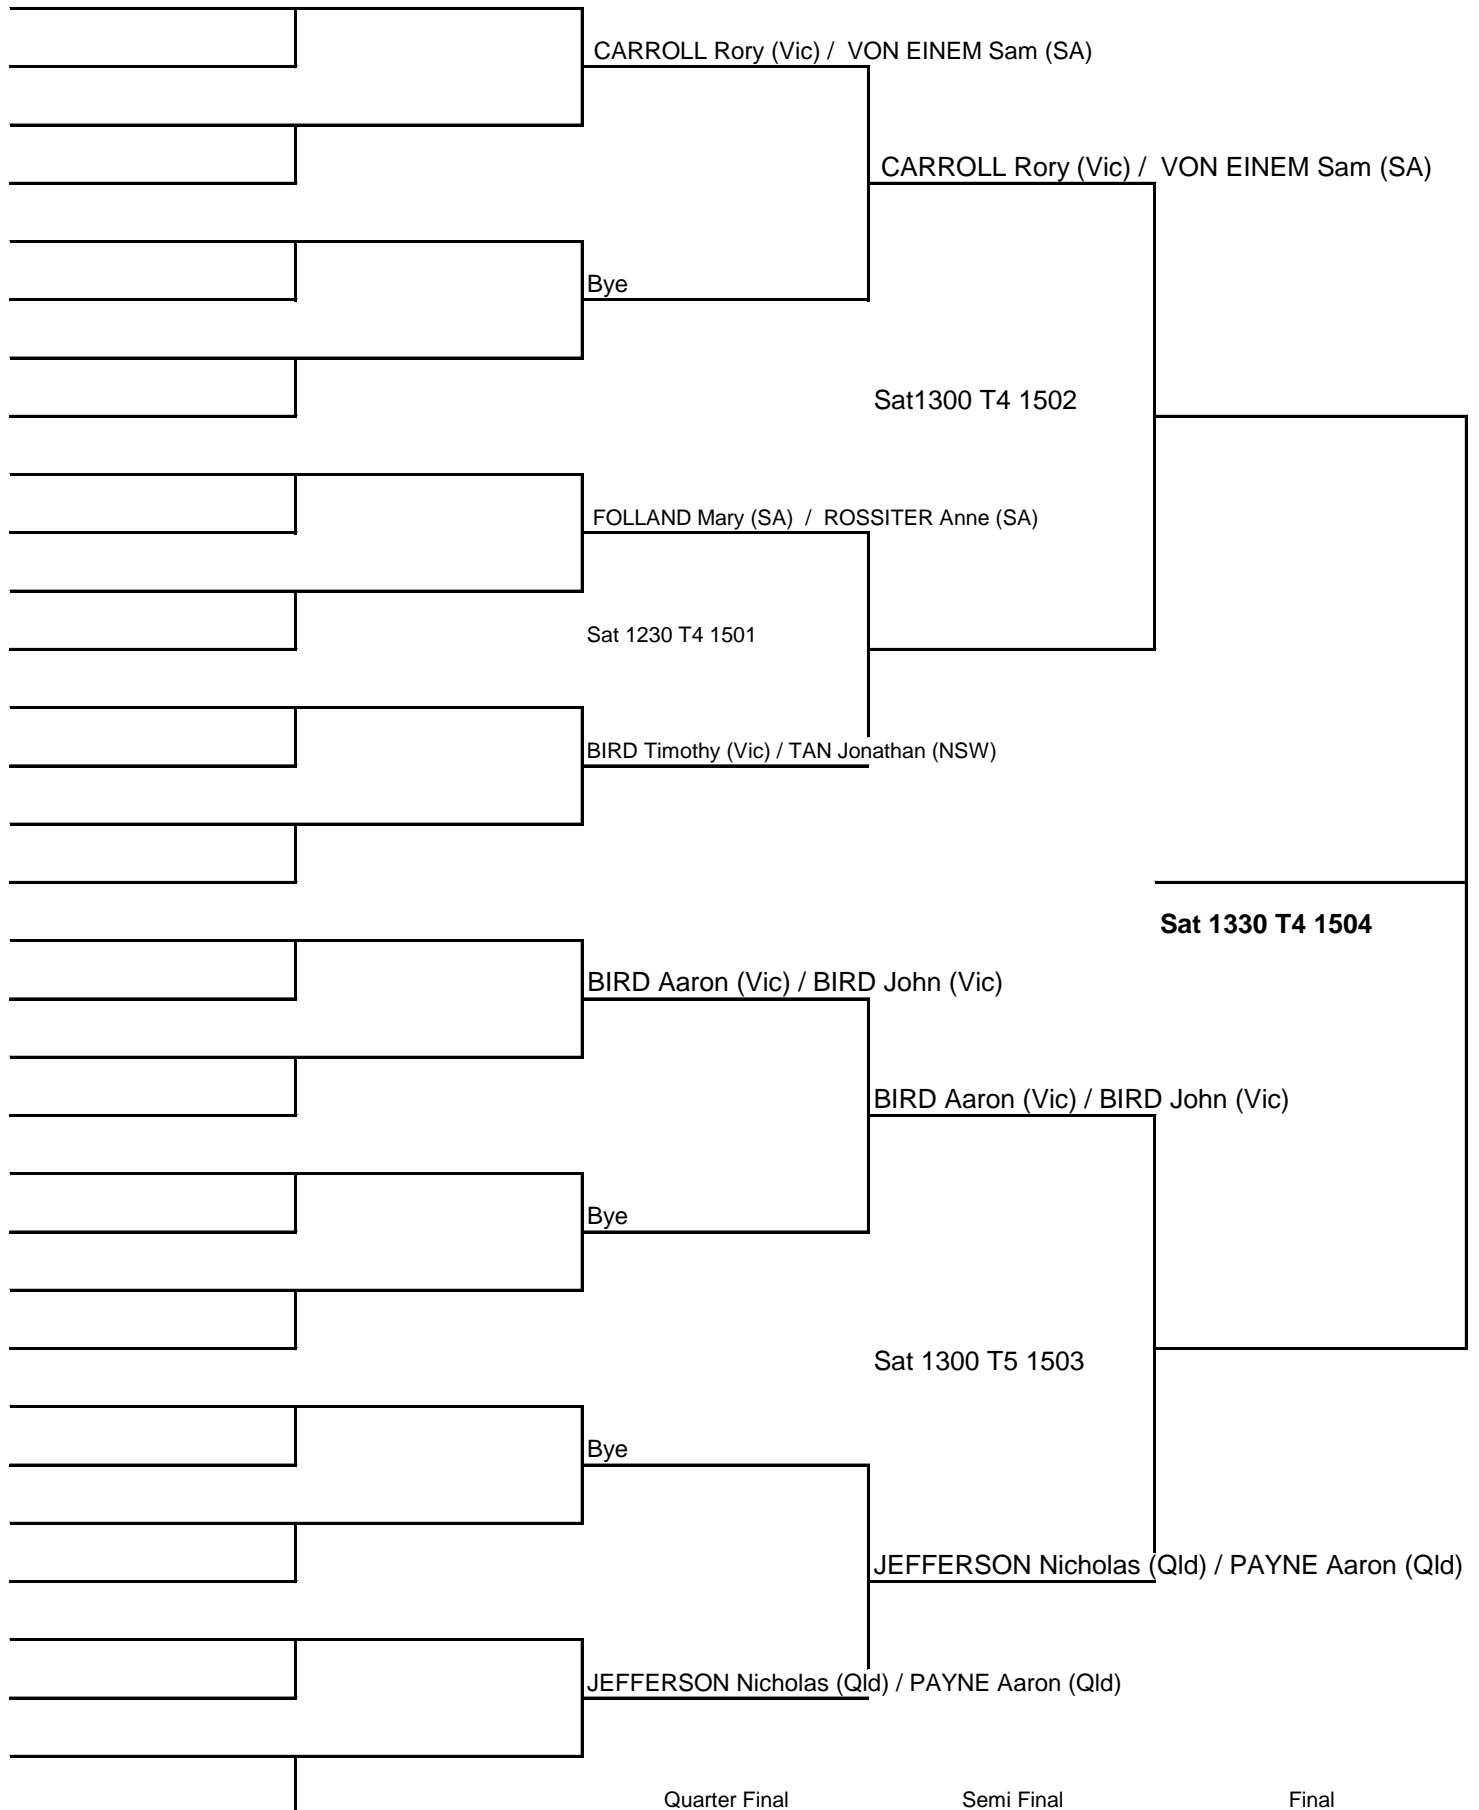 CARROLL Rory (Vic) / VON EINEM Sam (SA)
CARROLL Rory (Vic) / VON EINEM Sam (SA)
Bye
Sat1300 T4 1502
FOLLAND Mary (SA) / ROSSITER Anne (SA)
Sat 1230 T4 1501
BIRD Timothy (Vic) / TAN Jonathan (NSW)
Sat 1330 T4 1504
BIRD Aaron (Vic) / BIRD John (Vic)
BIRD Aaron (Vic) / BIRD John (Vic)
Bye
Sat 1300 T5 1503
Bye
JEFFERSON Nicholas (Qld) / PAYNE Aaron (Qld)
JEFFERSON Nicholas (Qld) / PAYNE Aaron (Qld)
Quarter Final Semi Final Final